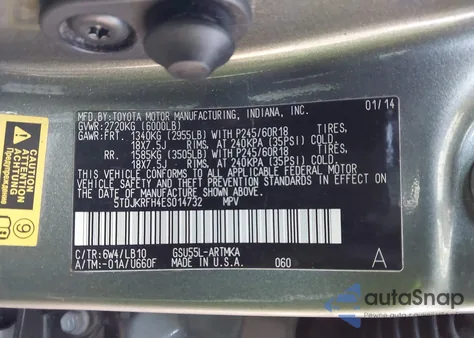 MFD. BY: TOYOTA MOTOR MANUFACTURING, INDIANA, INC.
01/14
GVWR: 2720KG (6000LB)
GAWR: FRT. 1340KG (2955LB) WITH P245/60R18 TIRES,
18X7.5J RIMS, AT 240KPA (35PSI) COLD
RR. 1585KG (3505LB) WITH P245/60R18 TIRES,
18X7.5J RIMS, AT 240KPA (35PSI) COLD
THIS VEHICLE CONFORMS TO ALL APPLICABLE FEDERAL MOTOR
VEHICLE SAFETY, BUMPER, AND THEFT PREVENTION STANDARDS IN EFFECT ON
THE DATE OF MANUFACTURE SHOWN ABOVE.
5TDJKRFH4ES014732 MPV
C/TR: 6W4/LB10 GSU55L-ARTMKA
A/TM: -01A/U660F MADE IN U.S.A. 060 A
autoSnap